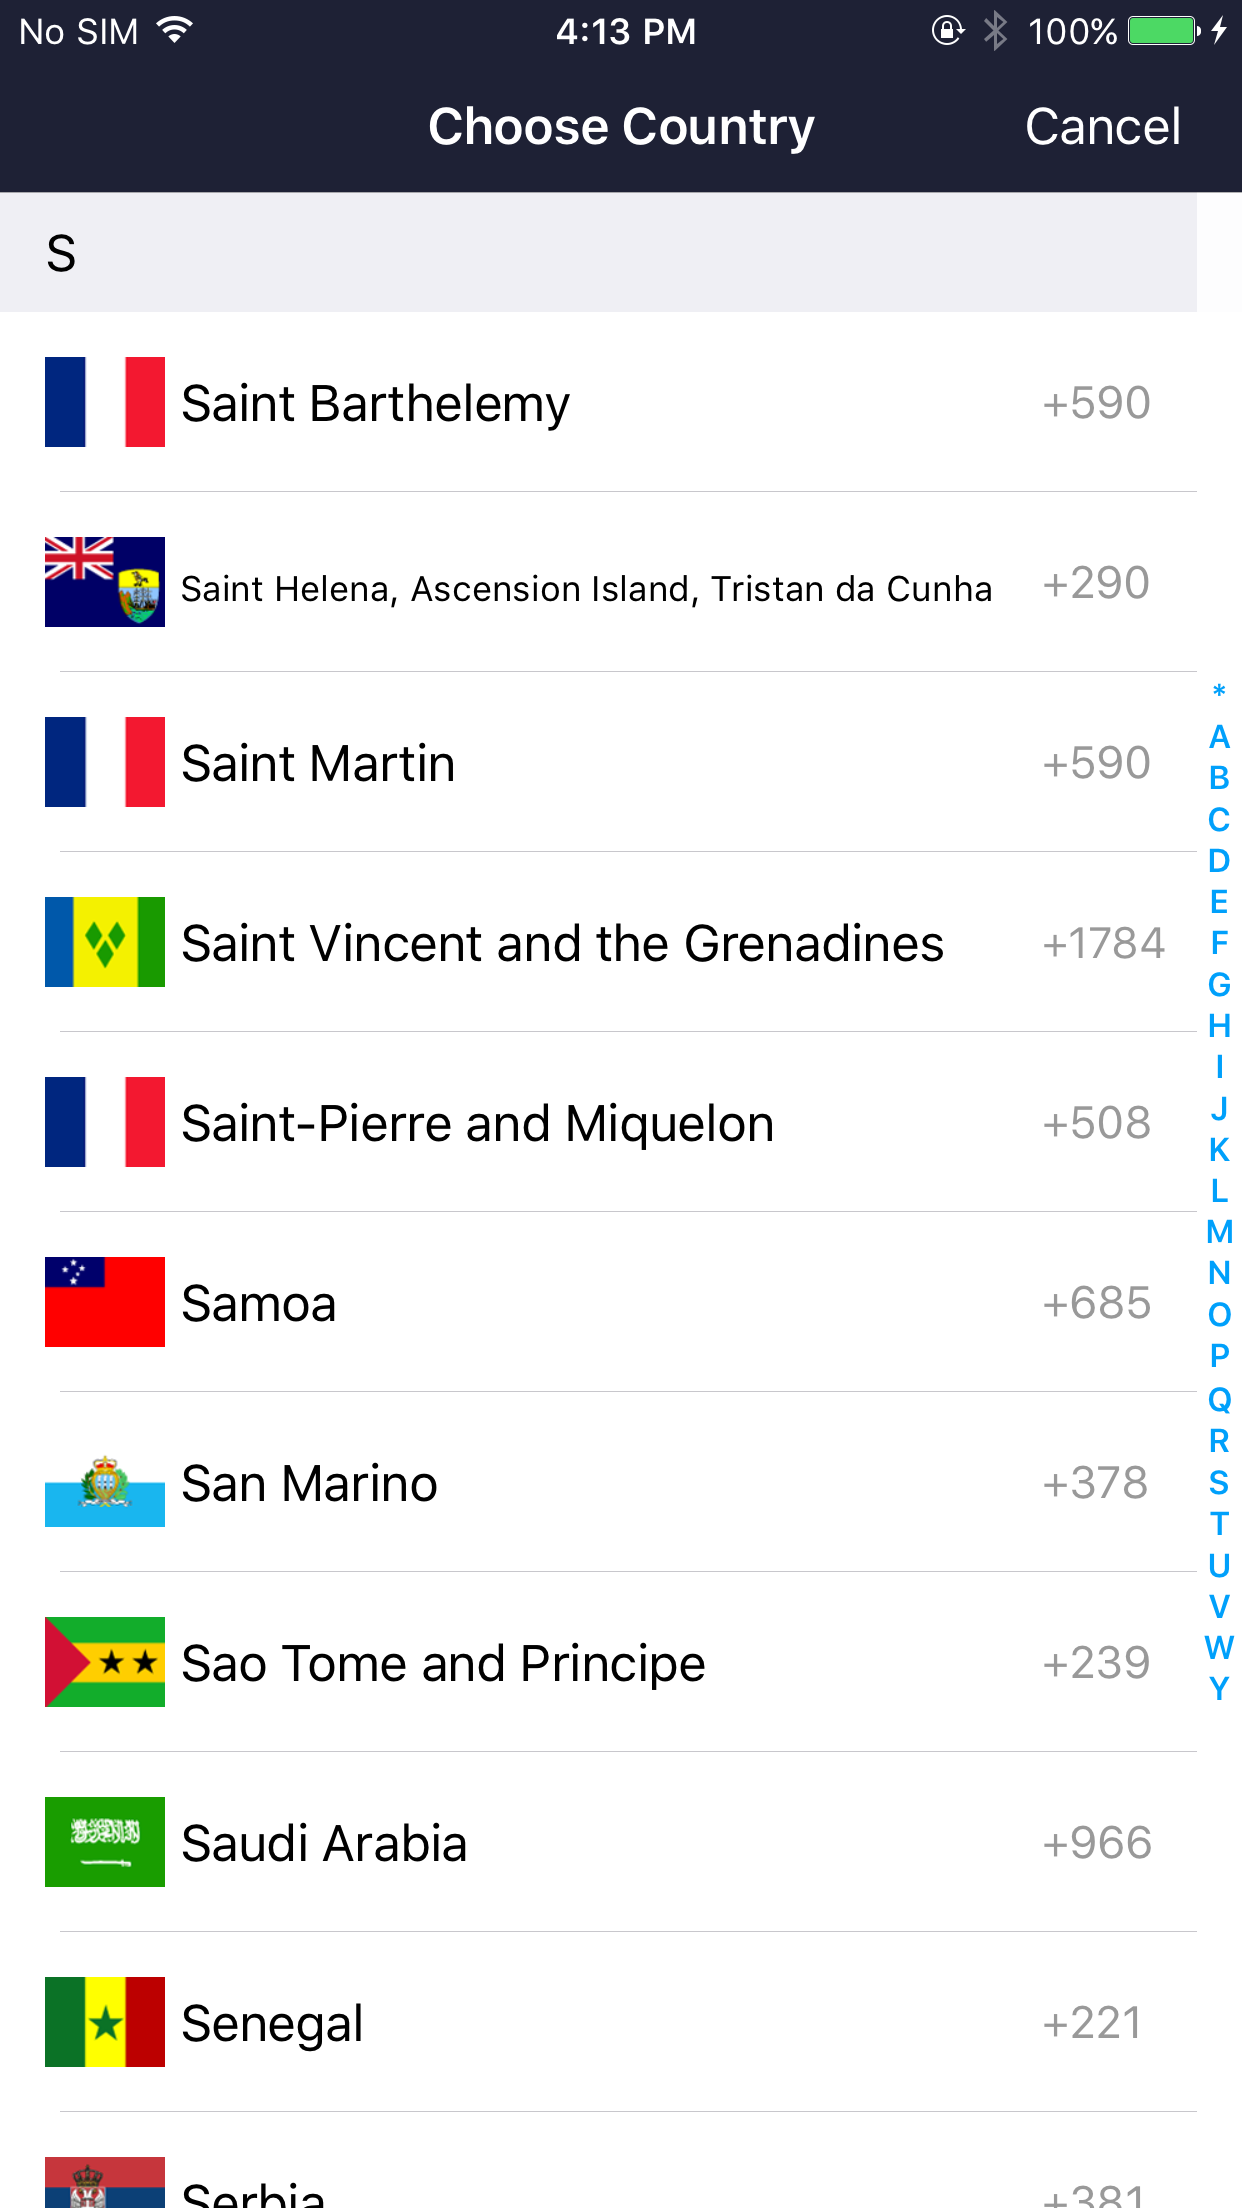 No SIM 4:13 PM 100%
Choose Country Cancel
S
Saint Barthelemy +590
Saint Helena, Ascension Island, Tristan da Cunha +290
Saint Martin +590
Saint Vincent and the Grenadines +1784
Saint-Pierre and Miquelon +508
Samoa +685
San Marino +378
Sao Tome and Principe +239
Saudi Arabia +966
Senegal +221
Serbia +381
*
A
B
C
D
E
F
G
H
I
J
K
L
M
N
O
P
Q
R
S
T
U
V
W
Y